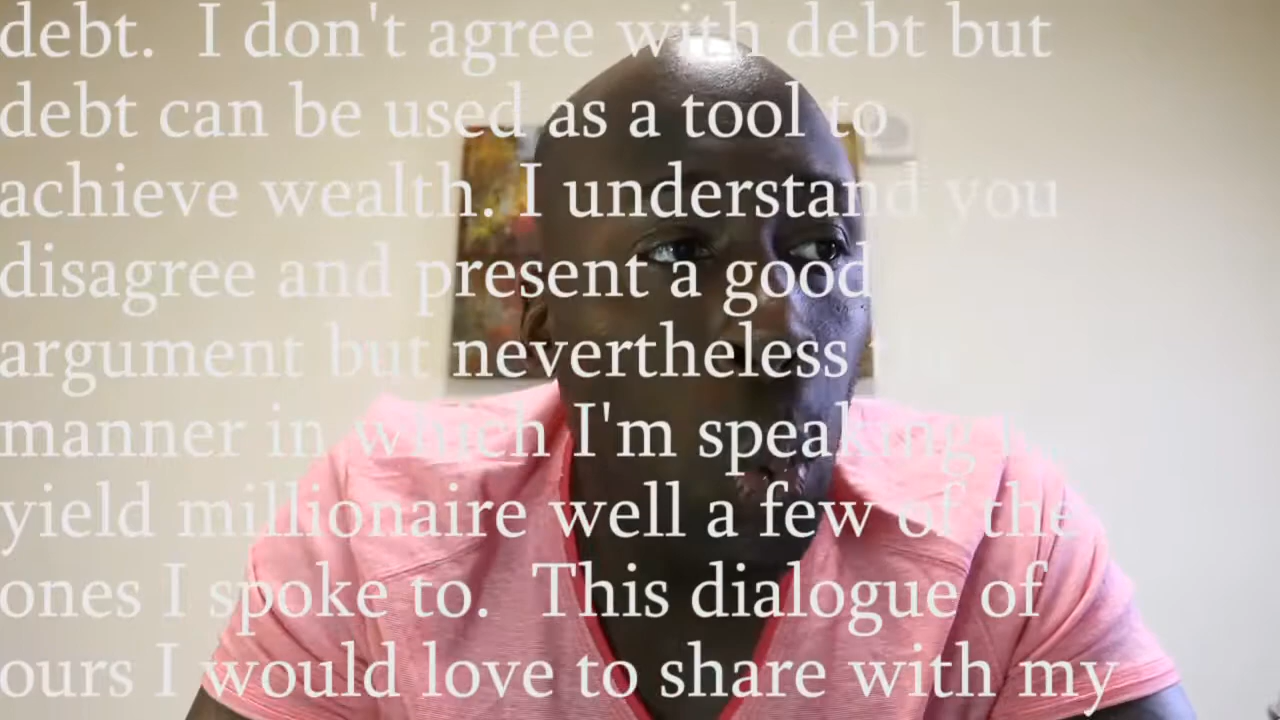 debt. I don't agree with debt but
debt can be used as a tool to
achieve wealth. I understand you
disagree and present a good
argument but nevertheless the
manner in which I'm speaking
yield millionaire well a few of the
ones I spoke to. This dialogue of
ours I would love to share with my